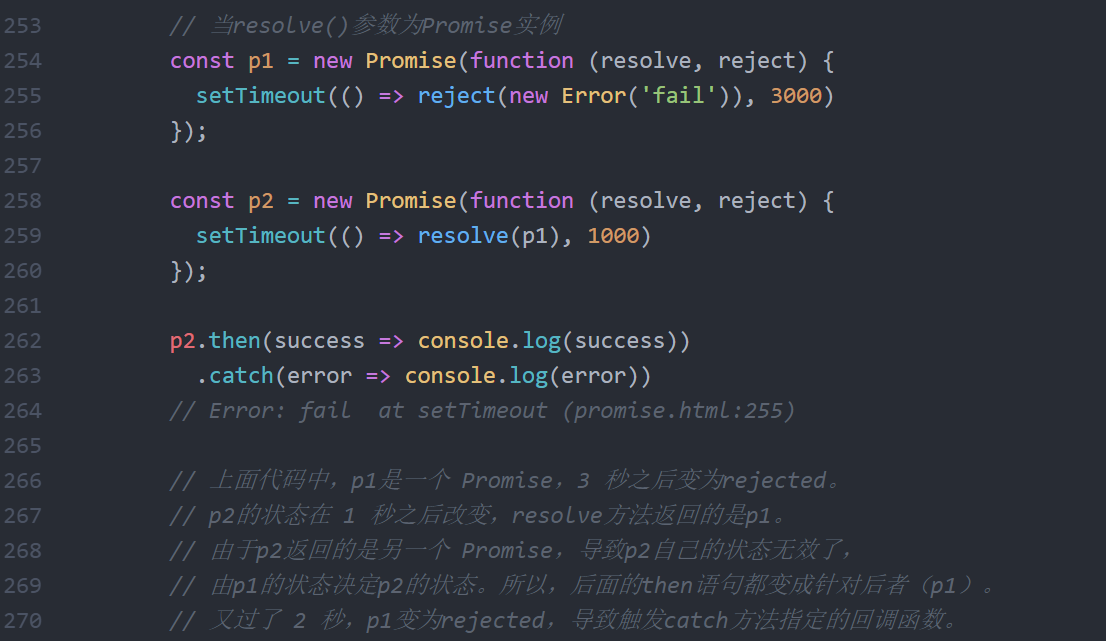 253 // 当resolve()参数为Promise实例
254 const p1 = new Promise(function (resolve, reject) {
255 setTimeout(() => reject(new Error('fail')), 3000)
256 });
257
258 const p2 = new Promise(function (resolve, reject) {
259 setTimeout(() => resolve(p1), 1000)
260 });
261
262 p2.then(success => console.log(success))
263 .catch(error => console.log(error))
264 // Error: fail  at setTimeout (promise.html:255)
265
266 // 上面代码中，p1是一个 Promise，3 秒之后变为rejected。
267 // p2的状态在 1 秒之后改变，resolve方法返回的是p1。
268 // 由于p2返回的是另一个 Promise，导致p2自己的状态无效了，
269 // 由p1的状态决定p2的状态。所以，后面的then语句都变成针对后者（p1）。
270 // 又过了 2 秒，p1变为rejected，导致触发catch方法指定的回调函数。